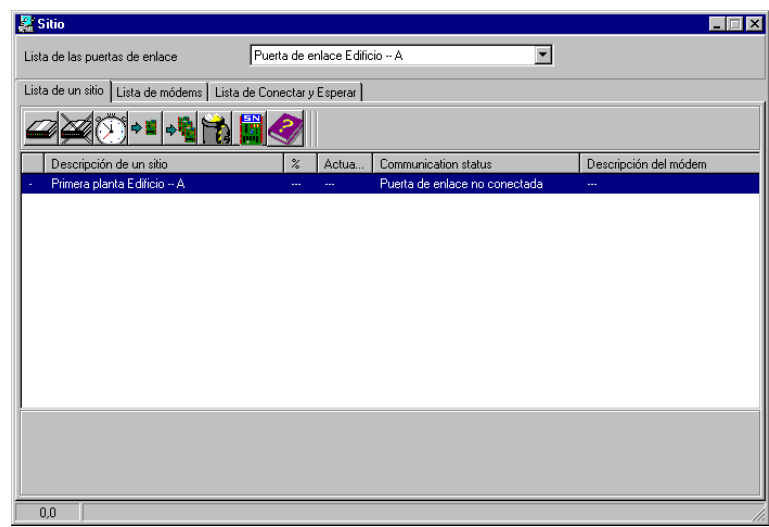 Sitio
Lista de las puertas de enlace Puerta de enlace Edificio -- A
Lista de un sitio Lista de módems Lista de Conectar y Esperar
SN
Descripción de un sitio % Actua... Communication status Descripción del módem
- Primera planta Edificio -- A --- --- Puerta de enlace no conectada ---
0,0